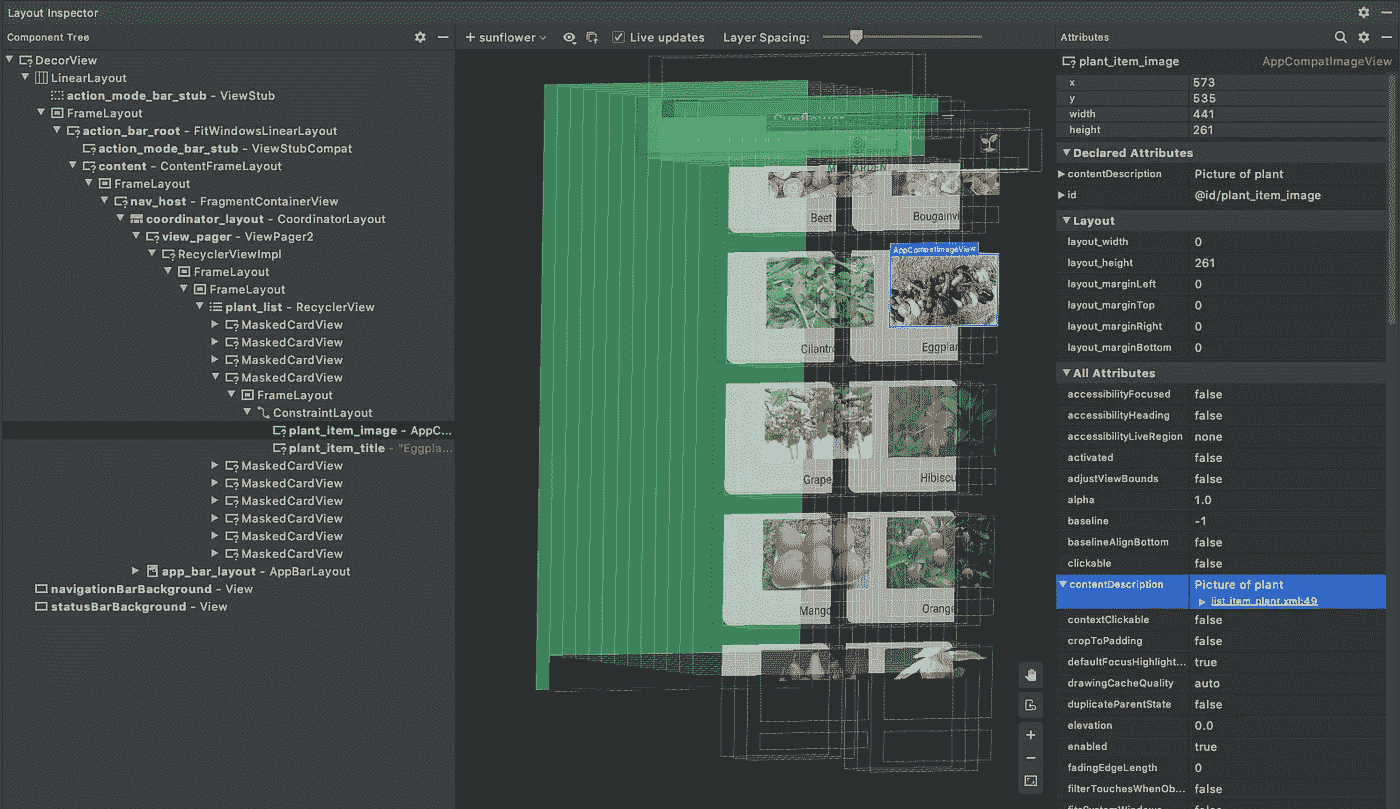 Layout Inspector
Component Tree
DecorView
LinearLayout
action_mode_bar_stub - ViewStub
FrameLayout
action_bar_root - FitWindowsLinearLayout
action_mode_bar_stub - ViewStubCompat
content - ContentFrameLayout
FrameLayout
nav_host - FragmentContainerView
coordinator_layout - CoordinatorLayout
view_pager - ViewPager2
RecyclerViewImpl
FrameLayout
FrameLayout
plant_list - RecyclerView
MaskedCardView
MaskedCardView
MaskedCardView
MaskedCardView
FrameLayout
ConstraintLayout
plant_item_image - AppC...
plant_item_title - "Eggpla...
MaskedCardView
MaskedCardView
MaskedCardView
MaskedCardView
MaskedCardView
MaskedCardView
app_bar_layout - AppBarLayout
navigationBarBackground - View
statusBarBackground - View
sunflower
Live updates
Layer Spacing:
Sunflower
Beet
Bougainvi
AppCompatImageView
Cilantr
Eggplan
Grape
Hibiscu
Mango
Orange
Attributes
plant_item_image AppCompatImageView
x 573
y 535
width 441
height 261
Declared Attributes
contentDescription Picture of plant
id @id/plant_item_image
Layout
layout_width 0
layout_height 261
layout_marginLeft 0
layout_marginTop 0
layout_marginRight 0
layout_marginBottom 0
All Attributes
accessibilityFocused false
accessibilityHeading false
accessibilityLiveRegion none
activated false
adjustViewBounds false
alpha 1.0
baseline -1
baselineAlignBottom false
clickable false
contentDescription Picture of plant
list_item_plant.xml:49
contextClickable false
cropToPadding false
defaultFocusHighlight... true
drawingCacheQuality auto
duplicateParentState false
elevation 0.0
enabled true
fadingEdgeLength 0
filterTouchesWhenOb... false